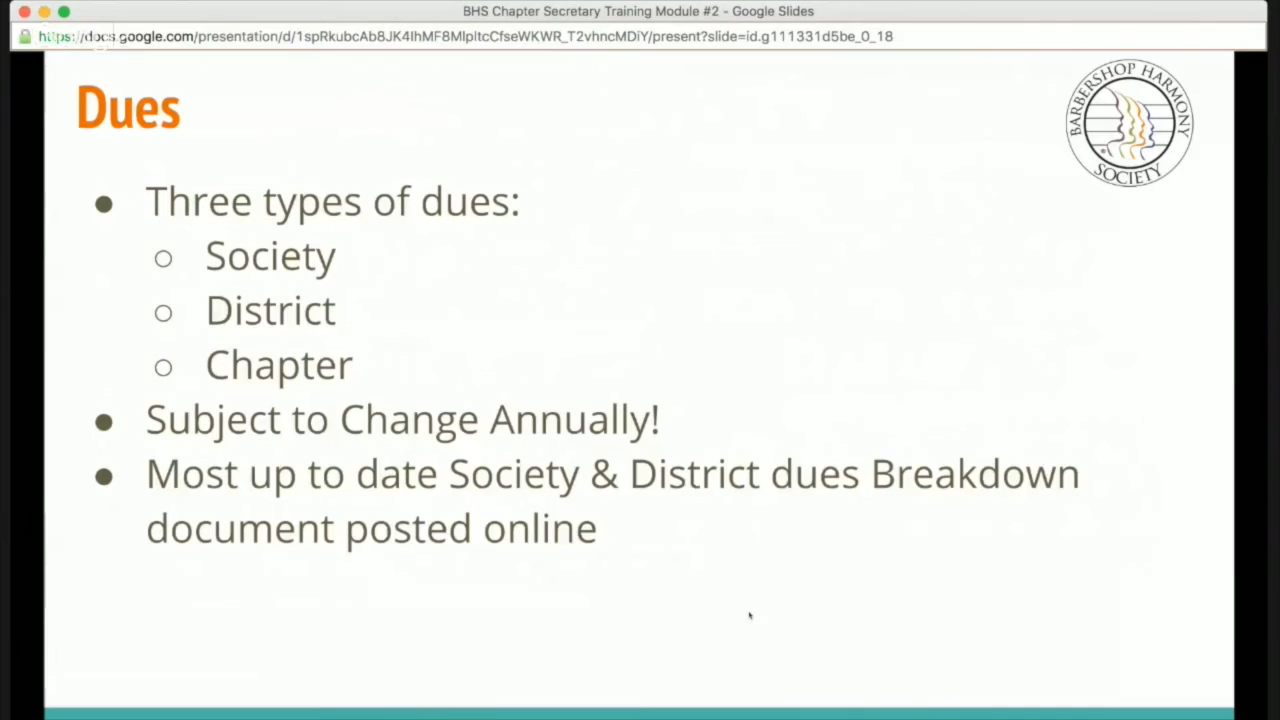 BHS Chapter Secretary Training Module #2 - Google Slides
https://docs.google.com/presentation/d/1spRkubcAb8JK4lhMF8MlpltcCfseWKWR_T2vhncMDiY/present?slide=id.g111331d5be_0_18
Dues
BARBERSHOP HARMONY
SOCIETY
● Three types of dues:
○ Society
○ District
○ Chapter
● Subject to Change Annually!
● Most up to date Society & District dues Breakdown
document posted online